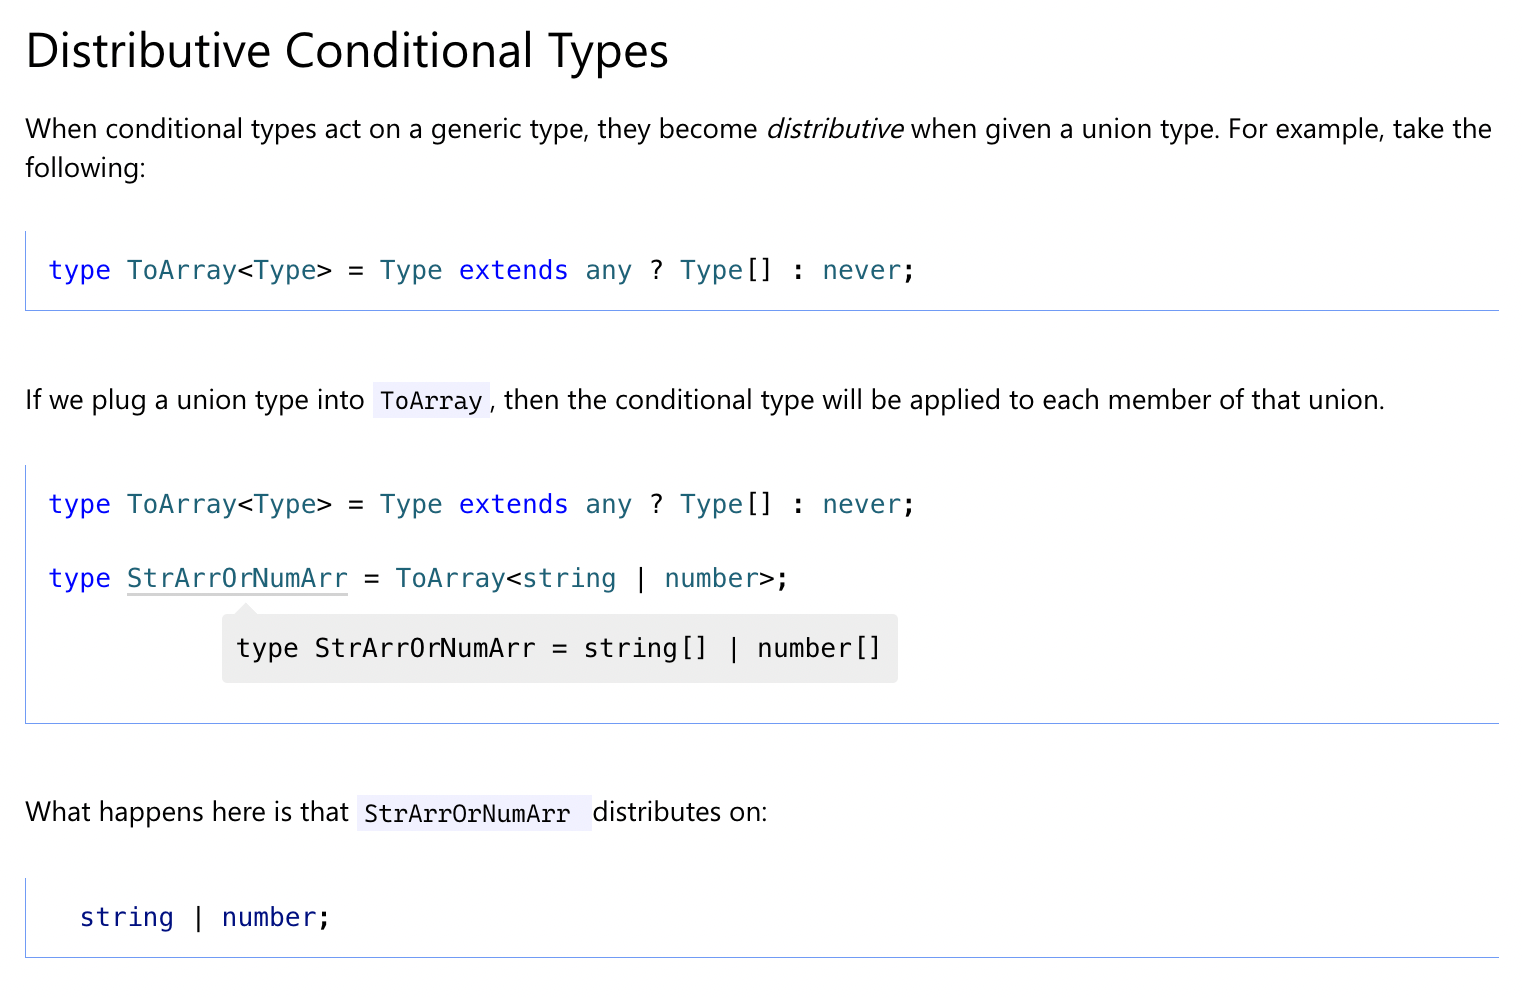 Distributive Conditional Types
When conditional types act on a generic type, they become distributive when given a union type. For example, take the
following:
type ToArray<Type> = Type extends any ? Type[] : never;
If we plug a union type into ToArray, then the conditional type will be applied to each member of that union.
type ToArray<Type> = Type extends any ? Type[] : never;
type StrArrOrNumArr = ToArray<string | number>;
type StrArrOrNumArr = string[] | number[]
What happens here is that StrArrOrNumArr distributes on:
string | number;